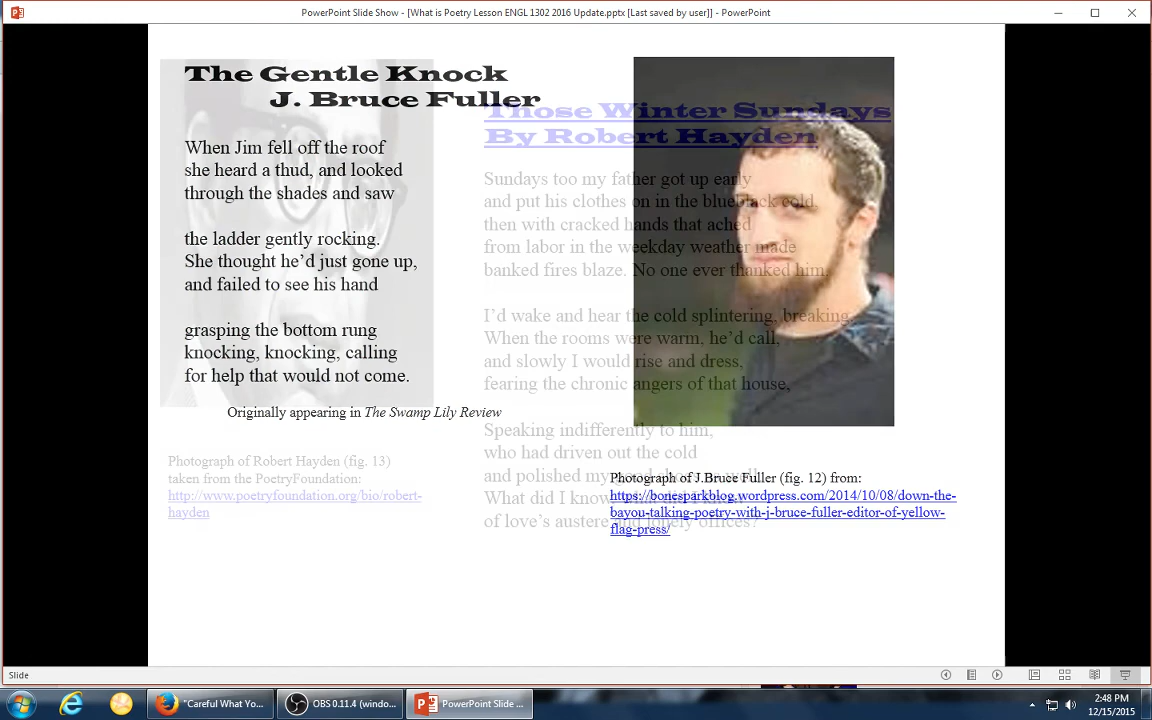 PowerPoint Slide Show - [What is Poetry Lesson ENGL 1302 2016 Update.pptx [Last saved by user]] - PowerPoint
The Gentle Knock
J. Bruce Fuller
When Jim fell off the roof
she heard a thud, and looked
through the shades and saw
the ladder gently rocking.
She thought he'd just gone up,
and failed to see his hand
grasping the bottom rung
knocking, knocking, calling
for help that would not come.
Originally appearing in The Swamp Lily Review
Those Winter Sundays
By Robert Hayden
Sundays too my father got up early
and put his clothes on in the blueblack cold,
then with cracked hands that ached
from labor in the weekday weather made
banked fires blaze. No one ever thanked him.
I'd wake and hear the cold splintering, breaking.
When the rooms were warm, he'd call,
and slowly I would rise and dress,
fearing the chronic angers of that house,
Speaking indifferently to him,
who had driven out the cold
and polished my
What did I know
of love's austere and lonely offices?
Photograph of Robert Hayden (fig. 13)
taken from the PoetryFoundation:
http://www.poetryfoundation.org/bio/robert-
hayden
Photograph of J.Bruce Fuller (fig. 12) from:
https://bonesparkblog.wordpress.com/2014/10/08/down-the-
bayou-talking-poetry-with-j-bruce-fuller-editor-of-yellow-
flag-press/
Slide
"Careful What Yo...
OBS 0.11.4 (windo...
PowerPoint Slide ...
2:48 PM
12/15/2015